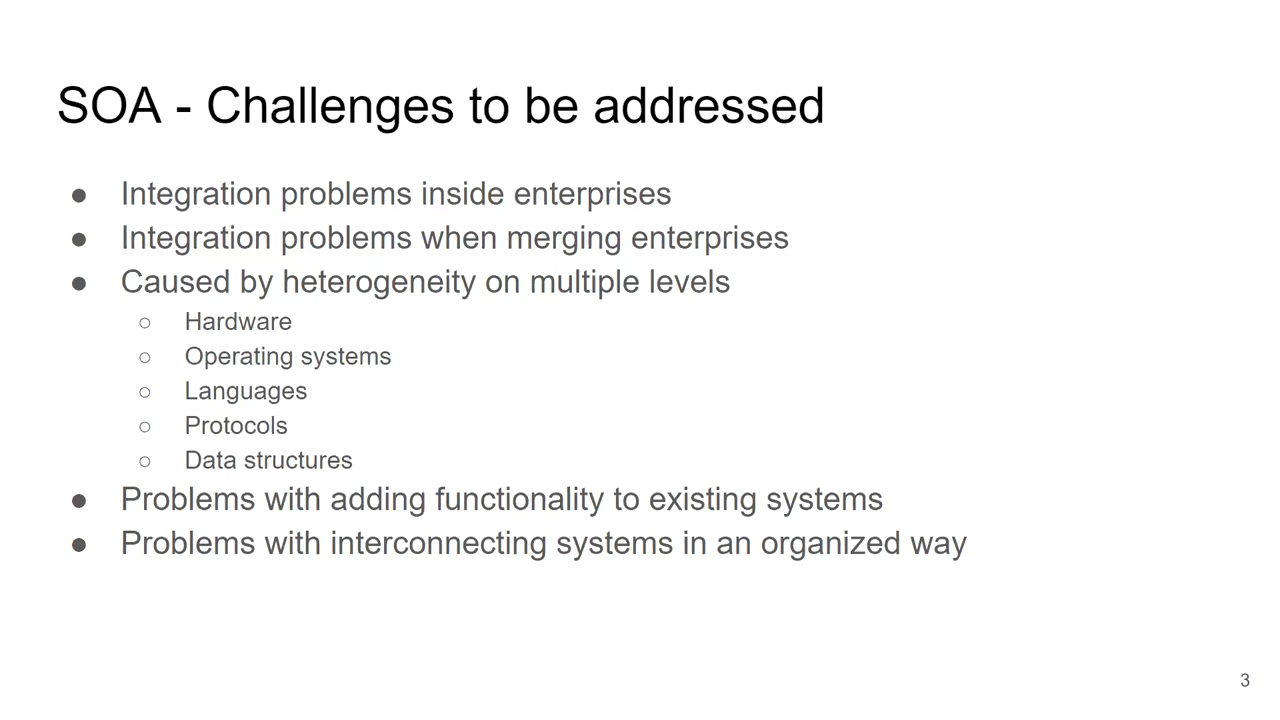 SOA - Challenges to be addressed
● Integration problems inside enterprises
● Integration problems when merging enterprises
● Caused by heterogeneity on multiple levels
○ Hardware
○ Operating systems
○ Languages
○ Protocols
○ Data structures
● Problems with adding functionality to existing systems
● Problems with interconnecting systems in an organized way
3